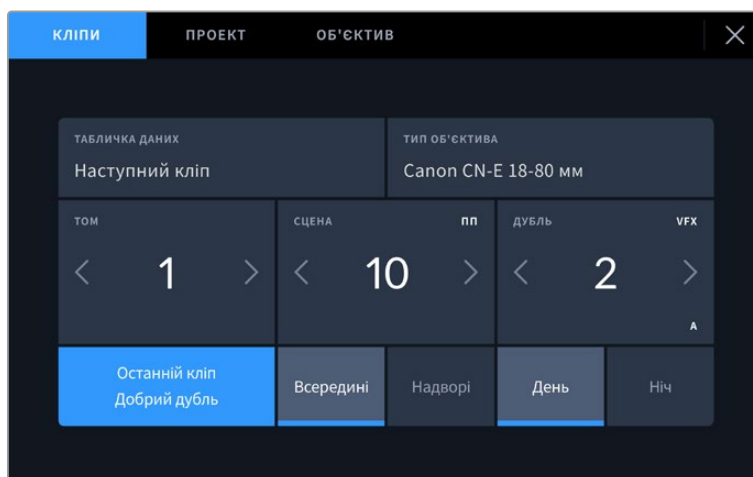 КЛІПИ ПРОЕКТ ОБ'ЄКТИВ
ТАБЛИЧКА ДАНИХ ТИП ОБ'ЄКТИВА
Наступний кліп Canon CN-E 18-80 мм
ТОМ СЦЕНА ПП ДУБЛЬ VFX
1 10 2
А
Останній кліп
Добрий дубль
Всередині Надворі День Ніч